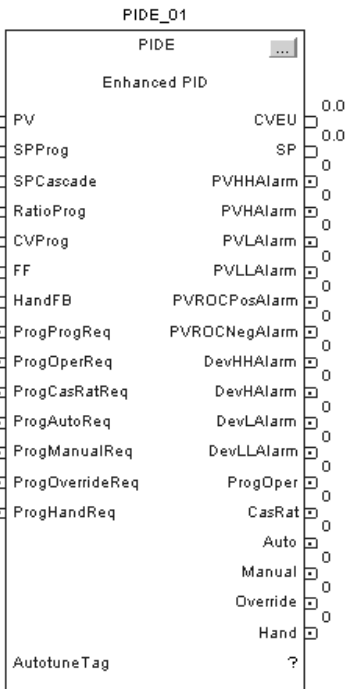 PIDE_01
PIDE ...
Enhanced PID
0.0
PV CVEU
0.0
SPProg SP
0
SPCascade PVHHAlarm
0
RatioProg PVHAlarm
0
CVProg PVLAlarm
0
FF PVLLAlarm
0
HandFB PVROCPosAlarm
0
ProgProgReq PVROCNegAlarm
0
ProgOperReq DevHHAlarm
0
ProgCasRatReq DevHAlarm
0
ProgAutoReq DevLAlarm
0
ProgManualReq DevLLAlarm
0
ProgOverrideReq ProgOper
0
ProgHandReq CasRat
0
Auto
0
Manual
0
Override
0
Hand
AutotuneTag ?